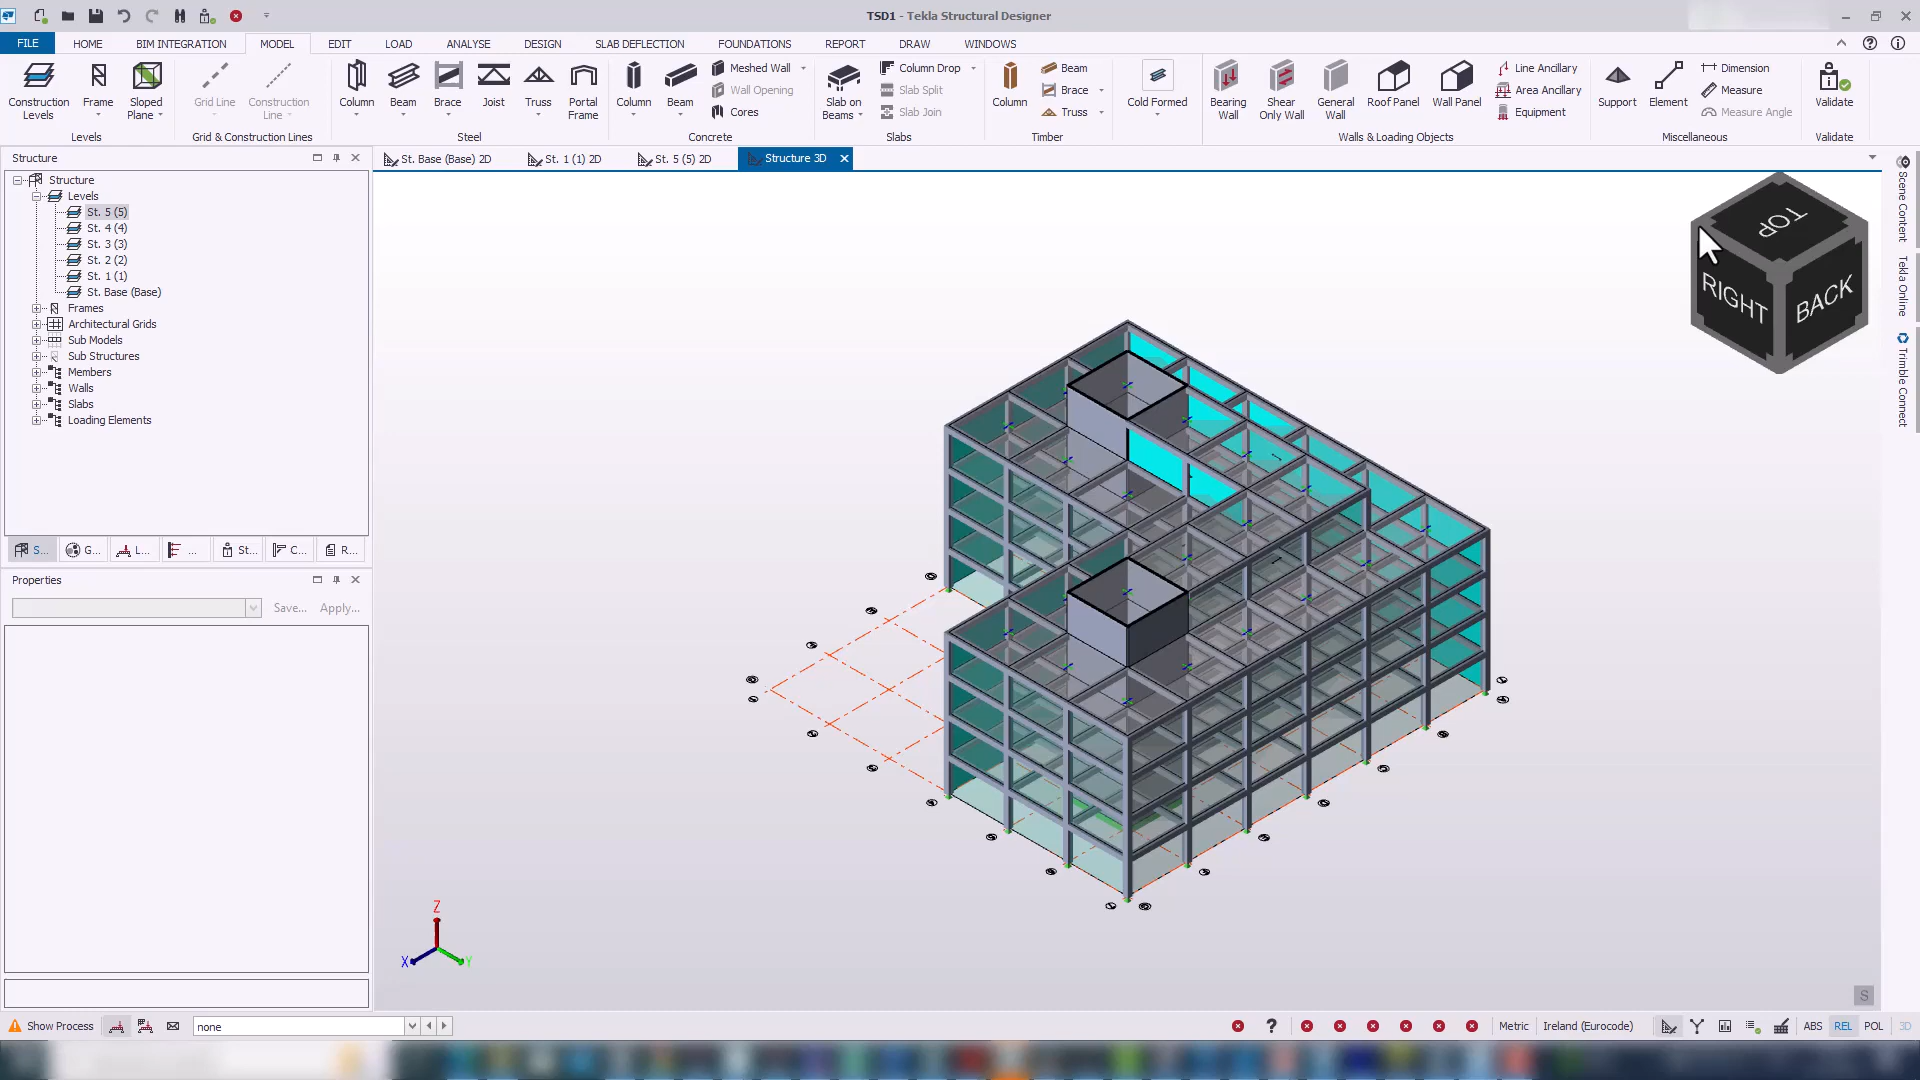 TSD1 - Tekla Structural Designer
FILE
HOME
BIM INTEGRATION
MODEL
EDIT
LOAD
ANALYSE
DESIGN
SLAB DEFLECTION
FOUNDATIONS
REPORT
DRAW
WINDOWS
Construction Levels
Frame
Sloped Plane
Levels
Grid Line
Construction Line
Grid & Construction Lines
Column
Beam
Brace
Joist
Truss
Portal Frame
Steel
Column
Beam
Meshed Wall
Wall Opening
Cores
Concrete
Slab on Beams
Column Drop
Slab Split
Slab Join
Slabs
Column
Beam
Brace
Truss
Timber
Cold Formed
Bearing Wall
Shear Only Wall
General Wall
Roof Panel
Wall Panel
Line Ancillary
Area Ancillary
Equipment
Walls & Loading Objects
Support
Element
Dimension
Measure
Measure Angle
Miscellaneous
Validate
Validate
Structure
St. Base (Base) 2D
St. 1 (1) 2D
St. 5 (5) 2D
Structure 3D
Structure
Levels
St. 5 (5)
St. 4 (4)
St. 3 (3)
St. 2 (2)
St. 1 (1)
St. Base (Base)
Frames
Architectural Grids
Sub Models
Sub Structures
Members
Walls
Slabs
Loading Elements
S...
G...
L...
...
St...
C...
R...
Properties
Save...
Apply...
TOP
RIGHT
BACK
Scene Content
Tekla Online
Trimble Connect
Z
X
Y
S
Show Process
none
Metric
Ireland (Eurocode)
ABS
REL
POL
3D